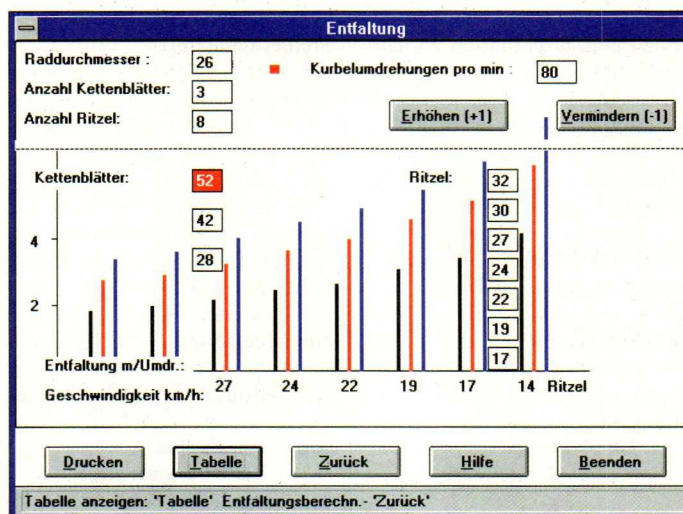 Entfaltung
Raddurchmesser : 26
Kurbelumdrehungen pro min : 80
Anzahl Kettenblätter: 3
Anzahl Ritzel: 8
Erhöhen (+1)
Vermindern (-1)
Kettenblätter: 52
42
28
Ritzel: 32
30
27
24
22
19
17
4
2
Entfaltung m/Umdr.:
27 24 22 19 17 14 Ritzel
Geschwindigkeit km/h:
Drucken Tabelle Zurück Hilfe Beenden
Tabelle anzeigen: 'Tabelle' Entfaltungsberechn.- 'Zurück'